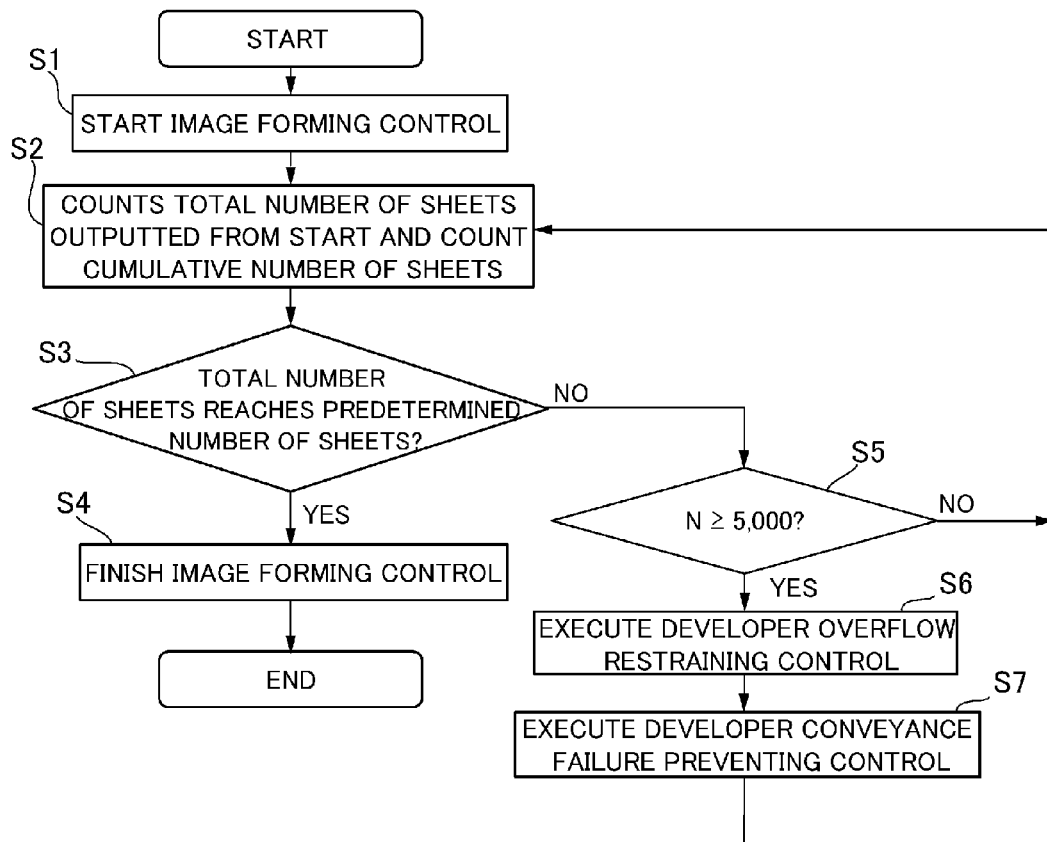 START
S1
START IMAGE FORMING CONTROL
S2
COUNTS TOTAL NUMBER OF SHEETS
OUTPUTTED FROM START AND COUNT
CUMULATIVE NUMBER OF SHEETS
S3
TOTAL NUMBER
OF SHEETS REACHES PREDETERMINED
NUMBER OF SHEETS?
NO
YES
S4
FINISH IMAGE FORMING CONTROL
END
S5
N ≥ 5,000?
NO
YES
S6
EXECUTE DEVELOPER OVERFLOW
RESTRAINING CONTROL
S7
EXECUTE DEVELOPER CONVEYANCE
FAILURE PREVENTING CONTROL